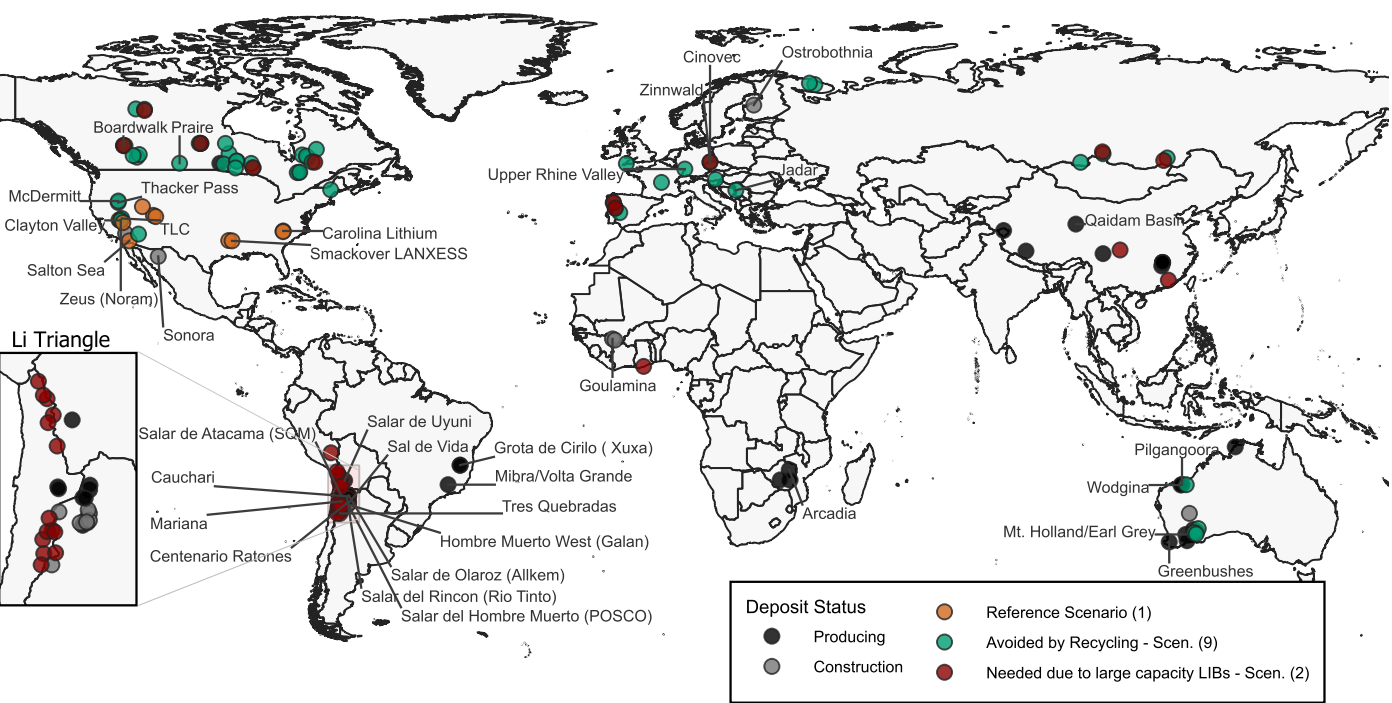 Cinovec
Ostrobothnia
Zinnwald
Boardwalk Praire
Upper Rhine Valley
Jadar
Thacker Pass
McDermitt
Clayton Valley
TLC
Qaidam Basin
Carolina Lithium
Smackover LANXESS
Salton Sea
Zeus (Noram)
Sonora
Li Triangle
Goulamina
Salar de Uyuni
Salar de Atacama (SQM)
Sal de Vida
Grota de Cirilo ( Xuxa)
Pilgangoora
Cauchari
Mibra/Volta Grande
Wodgina
Tres Quebradas
Arcadia
Mariana
Mt. Holland/Earl Grey
Hombre Muerto West (Galan)
Centenario Ratones
Greenbushes
Salar de Olaroz (Allkem)
Salar del Rincon (Rio Tinto)
Salar del Hombre Muerto (POSCO)
Deposit Status
Producing
Construction
Reference Scenario (1)
Avoided by Recycling - Scen. (9)
Needed due to large capacity LIBs - Scen. (2)